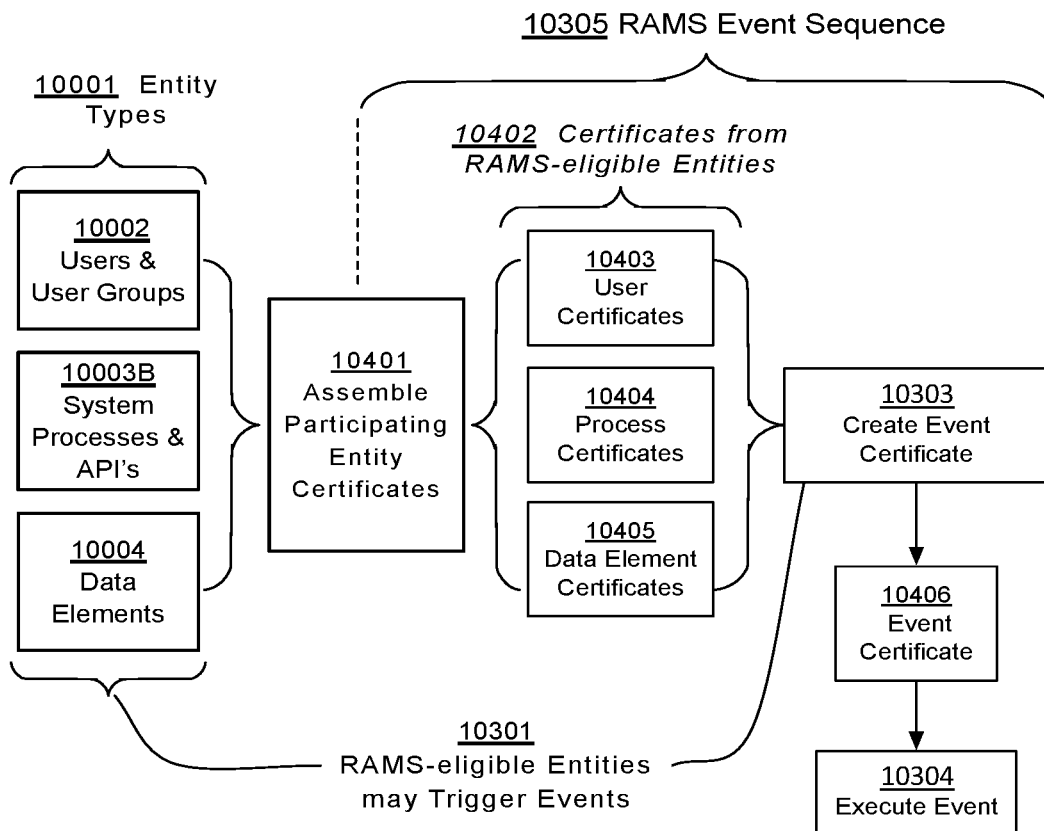 10305 RAMS Event Sequence
10001 Entity
Types
10402 Certificates from
RAMS-eligible Entities
10002
Users &
User Groups
10003B
System
Processes &
API's
10004
Data
Elements
10401
Assemble
Participating
Entity
Certificates
10403
User
Certificates
10404
Process
Certificates
10405
Data Element
Certificates
10303
Create Event
Certificate
10406
Event
Certificate
10304
Execute Event
10301
RAMS-eligible Entities
may Trigger Events